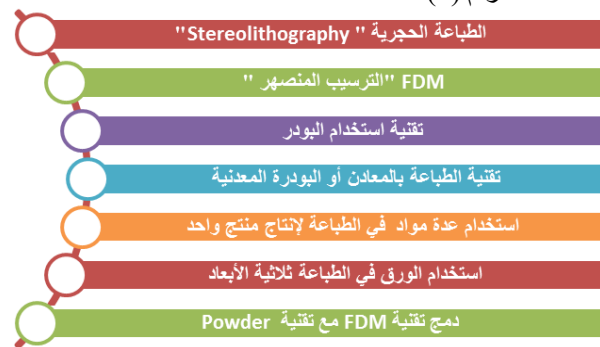 الطباعة الحجرية " Stereolithography"
FDM "الترسيب المنصهر "
تقنية استخدام البودر
تقنية الطباعة بالمعادن أو البودرة المعدنية
استخدام عدة مواد في الطباعة لإنتاج منتج واحد
استخدام الورق في الطباعة ثلاثية الأبعاد
دمج تقنية FDM مع تقنية Powder